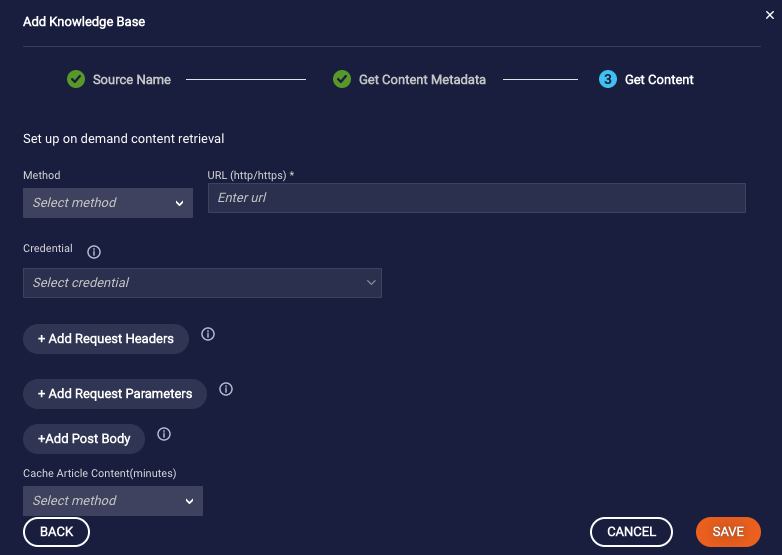 Add Knowledge Base
×
Source Name
Get Content Metadata
3 Get Content
Set up on demand content retrieval
Method
URL (http/https) *
Select method
Enter url
Credential
Select credential
+ Add Request Headers
+ Add Request Parameters
+Add Post Body
Cache Article Content(minutes)
Select method
BACK
CANCEL
SAVE